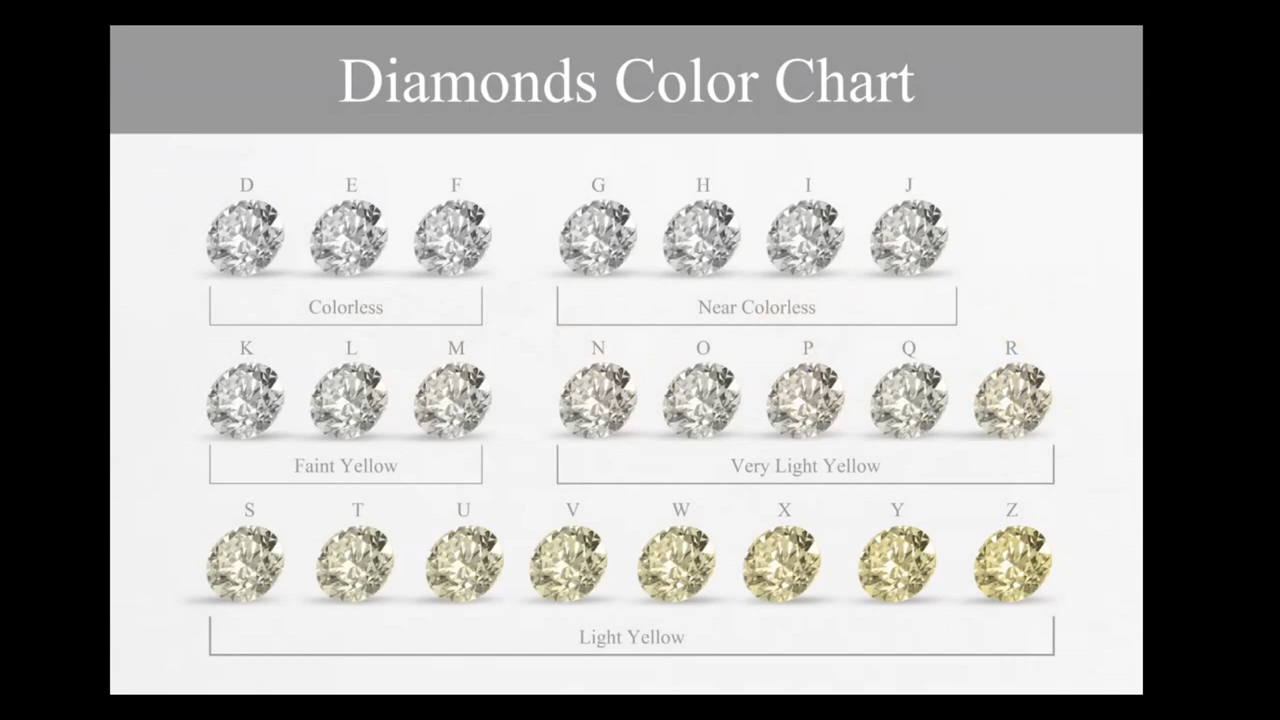 Diamonds Color Chart
D E F G H I J
Colorless Near Colorless
K L M N O P Q R
Faint Yellow Very Light Yellow
S T U V W X Y Z
Light Yellow